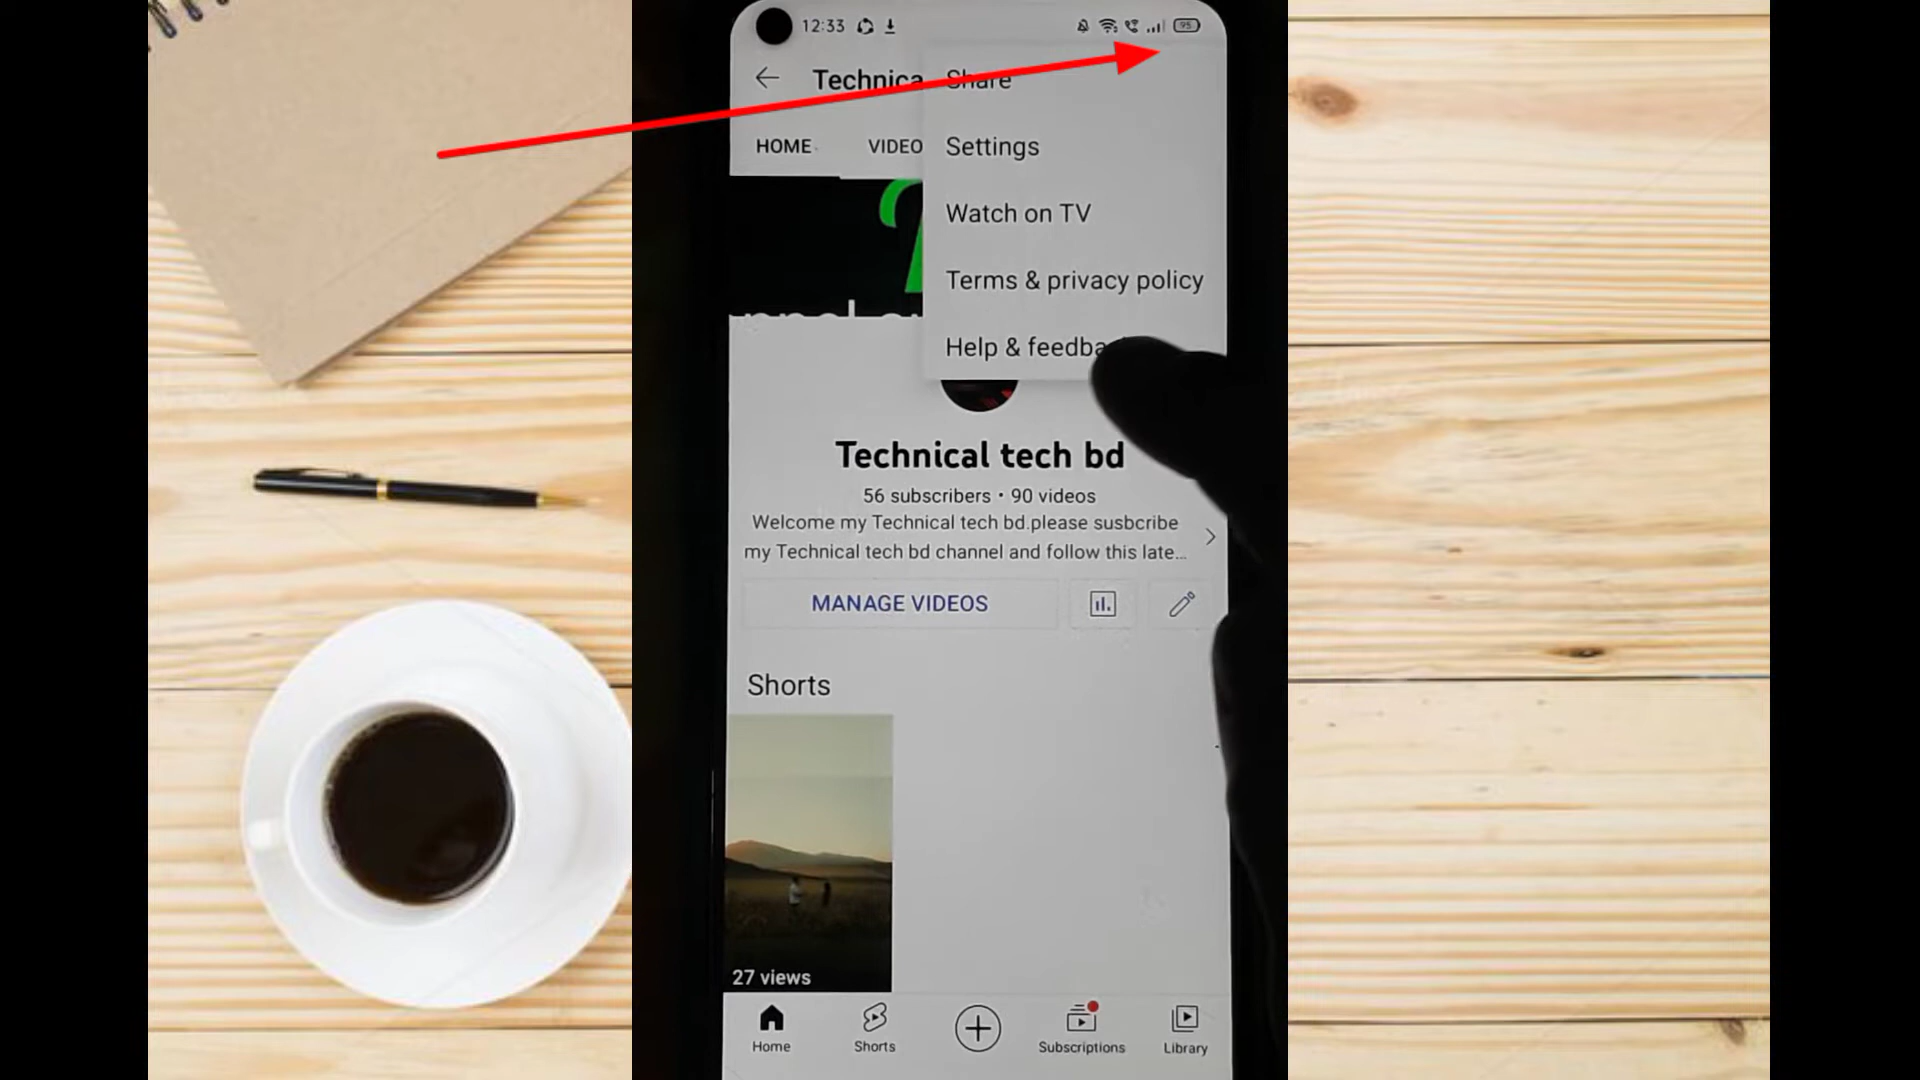 12:33
95
Technica
Share
HOME
VIDEO
Settings
Watch on TV
Terms & privacy policy
Help & feedba
Technical tech bd
56 subscribers • 90 videos
Welcome my Technical tech bd.please susbcribe
my Technical tech bd channel and follow this late...
MANAGE VIDEOS
Shorts
27 views
Home
Shorts
Subscriptions
Library